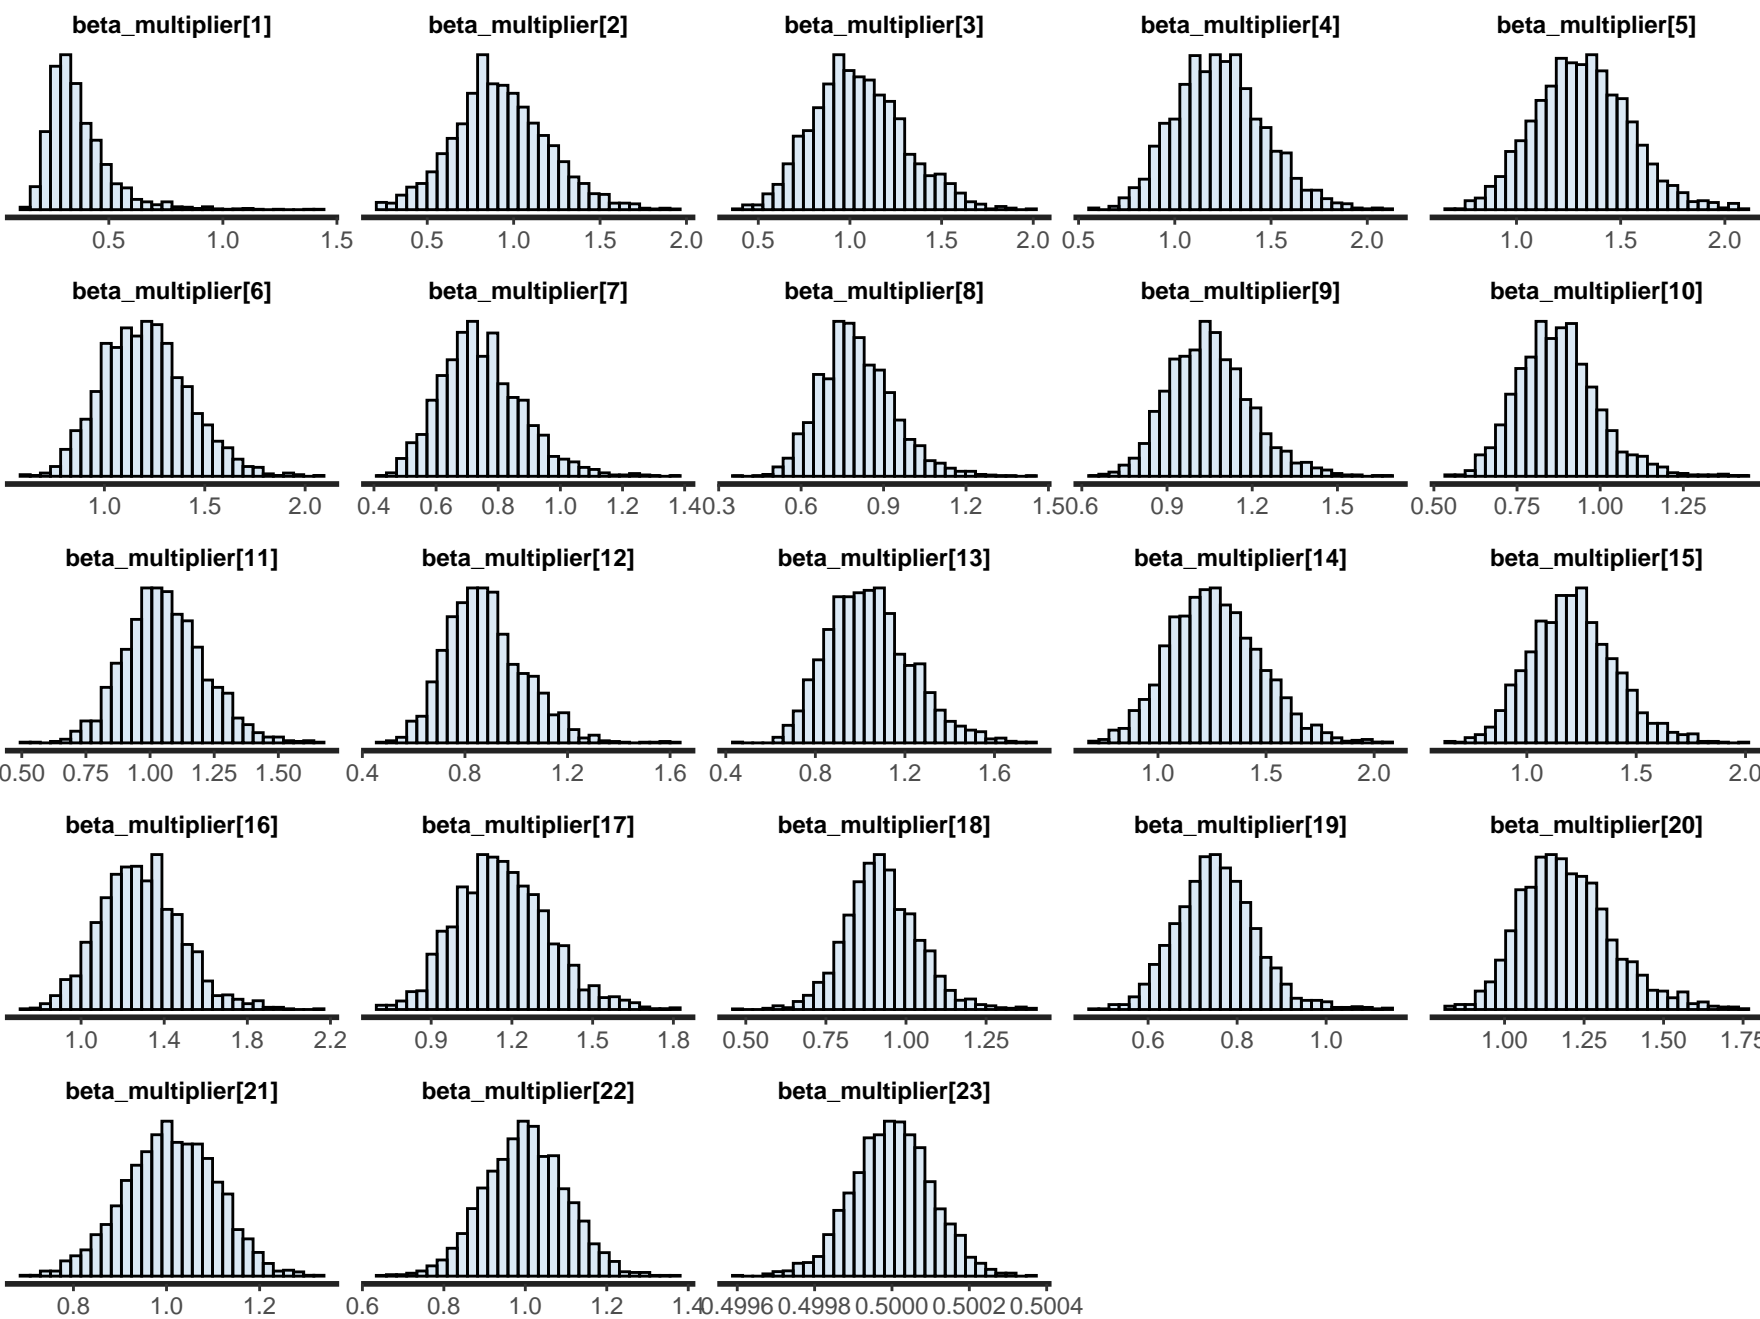 beta_multiplier[1] beta_multiplier[2] beta_multiplier[3] beta_multiplier[4] beta_multiplier[5]
0.5 1.0 1.5 0.5 1.0 1.5 2.0 0.5 1.0 1.5 2.0 0.5 1.0 1.5 2.0 1.0 1.5 2.0
beta_multiplier[6] beta_multiplier[7] beta_multiplier[8] beta_multiplier[9] beta_multiplier[10]
1.0 1.5 2.0 0.4 0.6 0.8 1.0 1.2 1.4 0.3 0.6 0.9 1.2 1.5 0.6 0.9 1.2 1.5 0.50 0.75 1.00 1.25
beta_multiplier[11] beta_multiplier[12] beta_multiplier[13] beta_multiplier[14] beta_multiplier[15]
0.50 0.75 1.00 1.25 1.50 0.4 0.8 1.2 1.6 0.4 0.8 1.2 1.6 1.0 1.5 2.0 1.0 1.5 2.0
beta_multiplier[16] beta_multiplier[17] beta_multiplier[18] beta_multiplier[19] beta_multiplier[20]
1.0 1.4 1.8 2.2 0.9 1.2 1.5 1.8 0.50 0.75 1.00 1.25 0.6 0.8 1.0 1.00 1.25 1.50 1.75
beta_multiplier[21] beta_multiplier[22] beta_multiplier[23]
0.8 1.0 1.2 0.6 0.8 1.0 1.2 1.4 0.4996 0.4998 0.5000 0.5002 0.5004